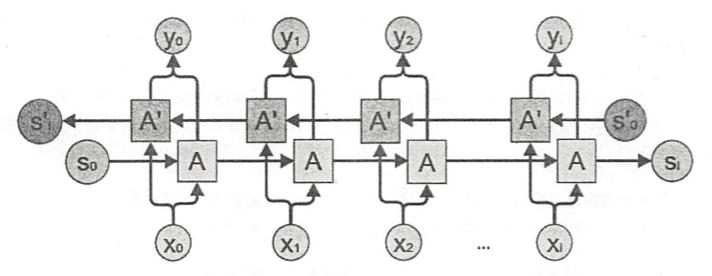 y₀ y₁ y₂ yᵢ
s'ᵢ A' A' A' A' s'₀
s₀ A A A A sᵢ
x₀ x₁ x₂ ... xᵢ